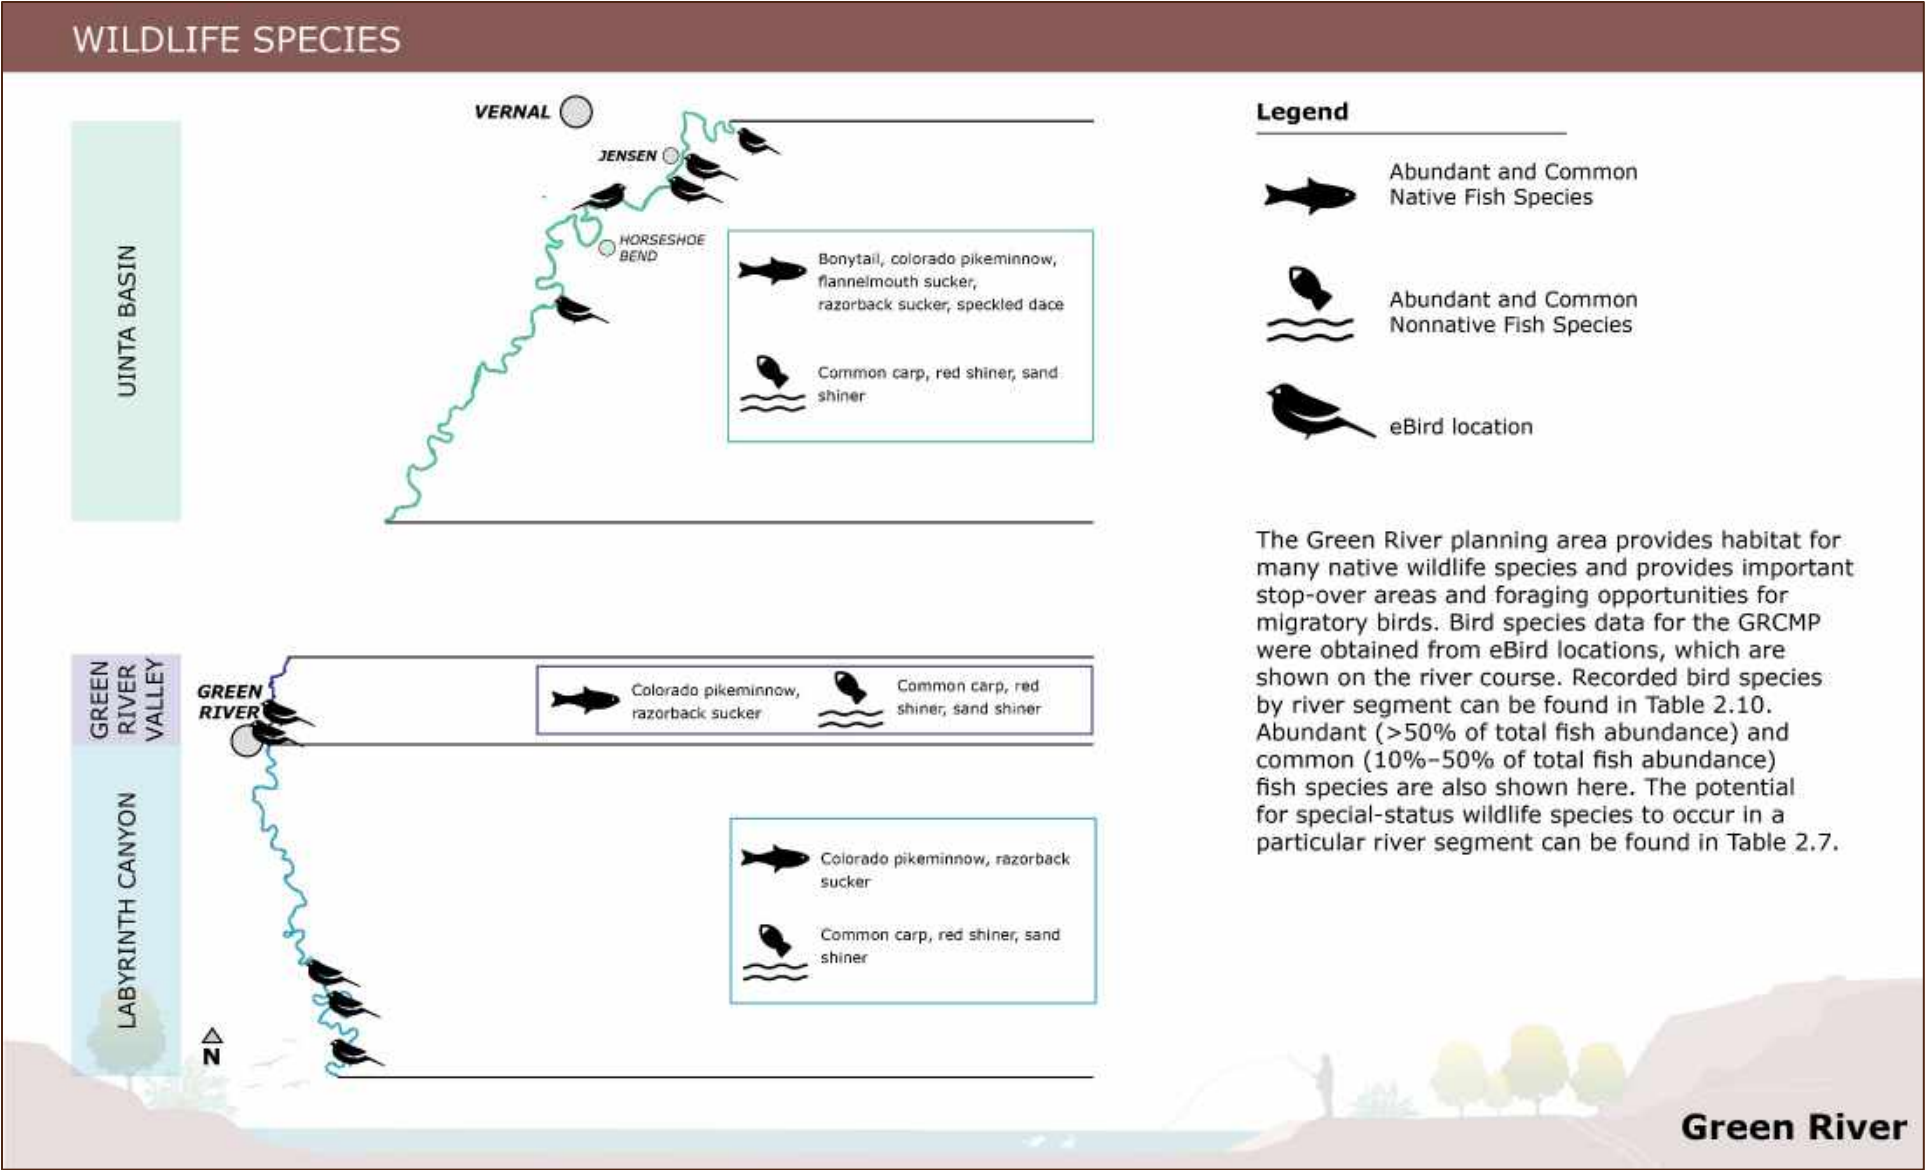 WILDLIFE SPECIES
UINTA BASIN
VERNAL
JENSEN
HORSESHOE
BEND
Bonytail, colorado pikeminnow,
flannelmouth sucker,
razorback sucker, speckled dace
Common carp, red shiner, sand
shiner
GREEN
RIVER
VALLEY
GREEN
RIVER
Colorado pikeminnow,
razorback sucker
Common carp, red
shiner, sand shiner
LABYRINTH CANYON
Colorado pikeminnow, razorback
sucker
Common carp, red shiner, sand
shiner
N
Legend
Abundant and Common
Native Fish Species
Abundant and Common
Nonnative Fish Species
eBird location
The Green River planning area provides habitat for
many native wildlife species and provides important
stop-over areas and foraging opportunities for
migratory birds. Bird species data for the GRCMP
were obtained from eBird locations, which are
shown on the river course. Recorded bird species
by river segment can be found in Table 2.10.
Abundant (>50% of total fish abundance) and
common (10%–50% of total fish abundance)
fish species are also shown here. The potential
for special-status wildlife species to occur in a
particular river segment can be found in Table 2.7.
Green River